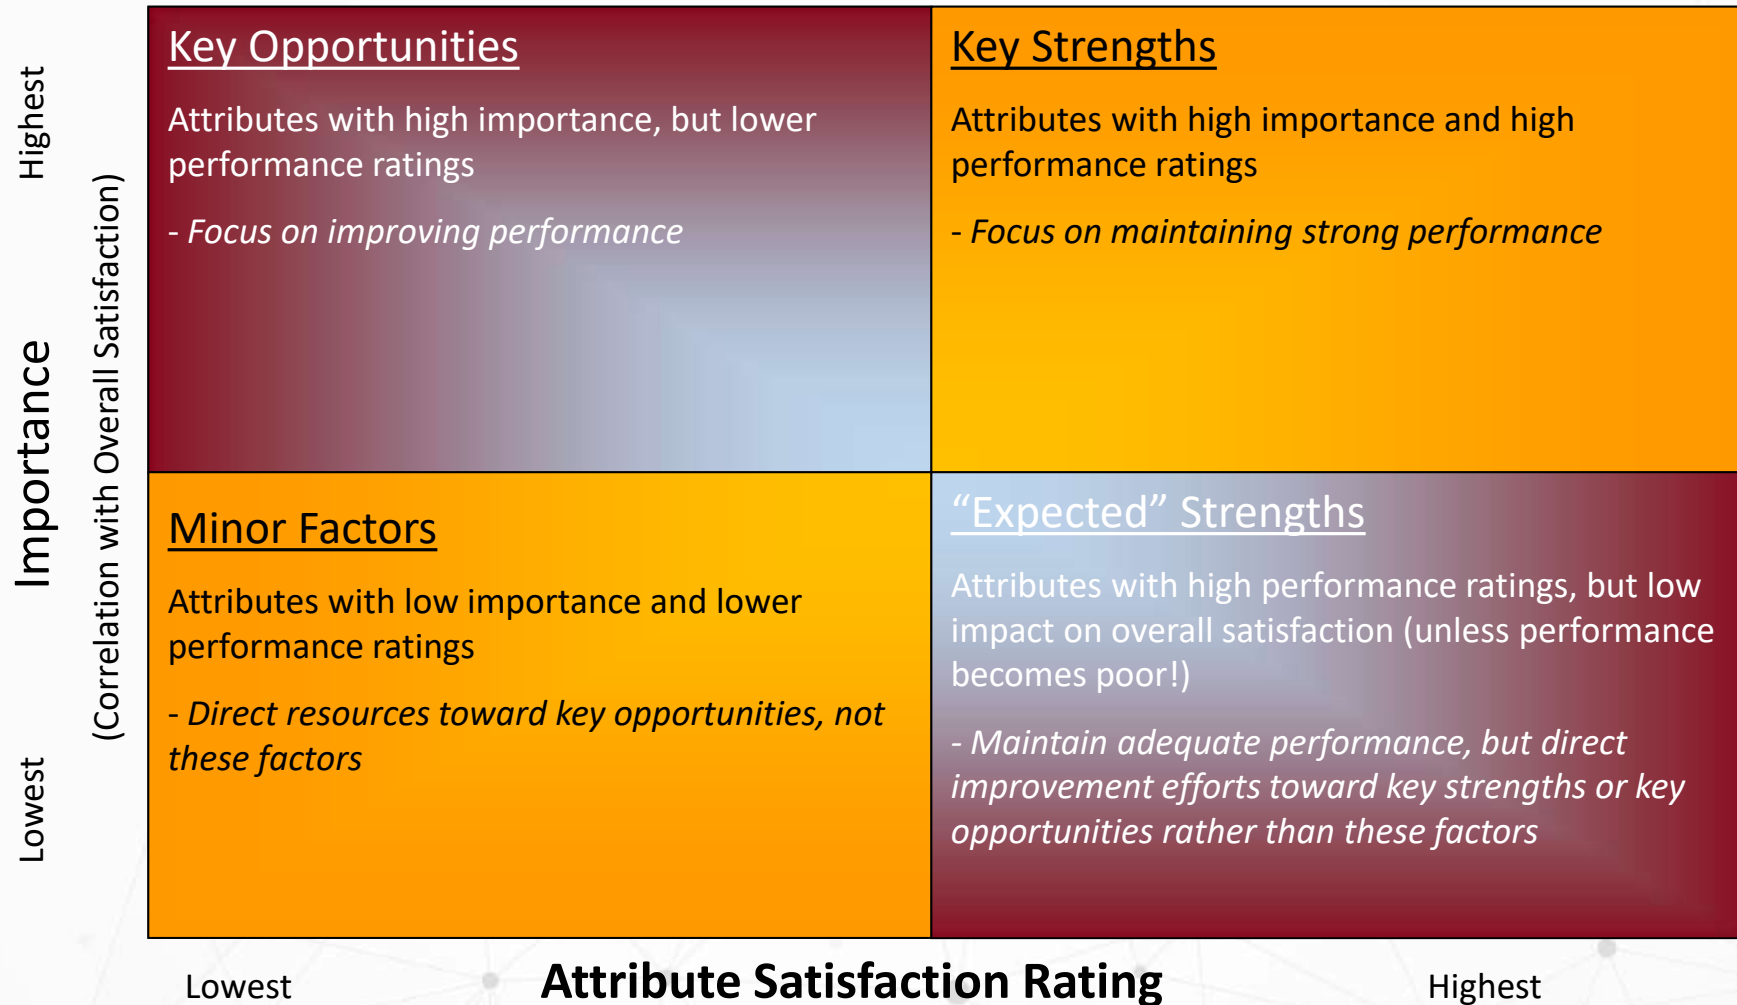 Key Opportunities
Attributes with high importance, but lower
performance ratings
- Focus on improving performance
Key Strengths
Attributes with high importance and high
performance ratings
- Focus on maintaining strong performance
Minor Factors
Attributes with low importance and lower
performance ratings
- Direct resources toward key opportunities, not
these factors
“Expected” Strengths
Attributes with high performance ratings, but low
impact on overall satisfaction (unless performance
becomes poor!)
- Maintain adequate performance, but direct
improvement efforts toward key strengths or key
opportunities rather than these factors
Highest
Importance
(Correlation with Overall Satisfaction)
Lowest
Lowest
Attribute Satisfaction Rating
Highest